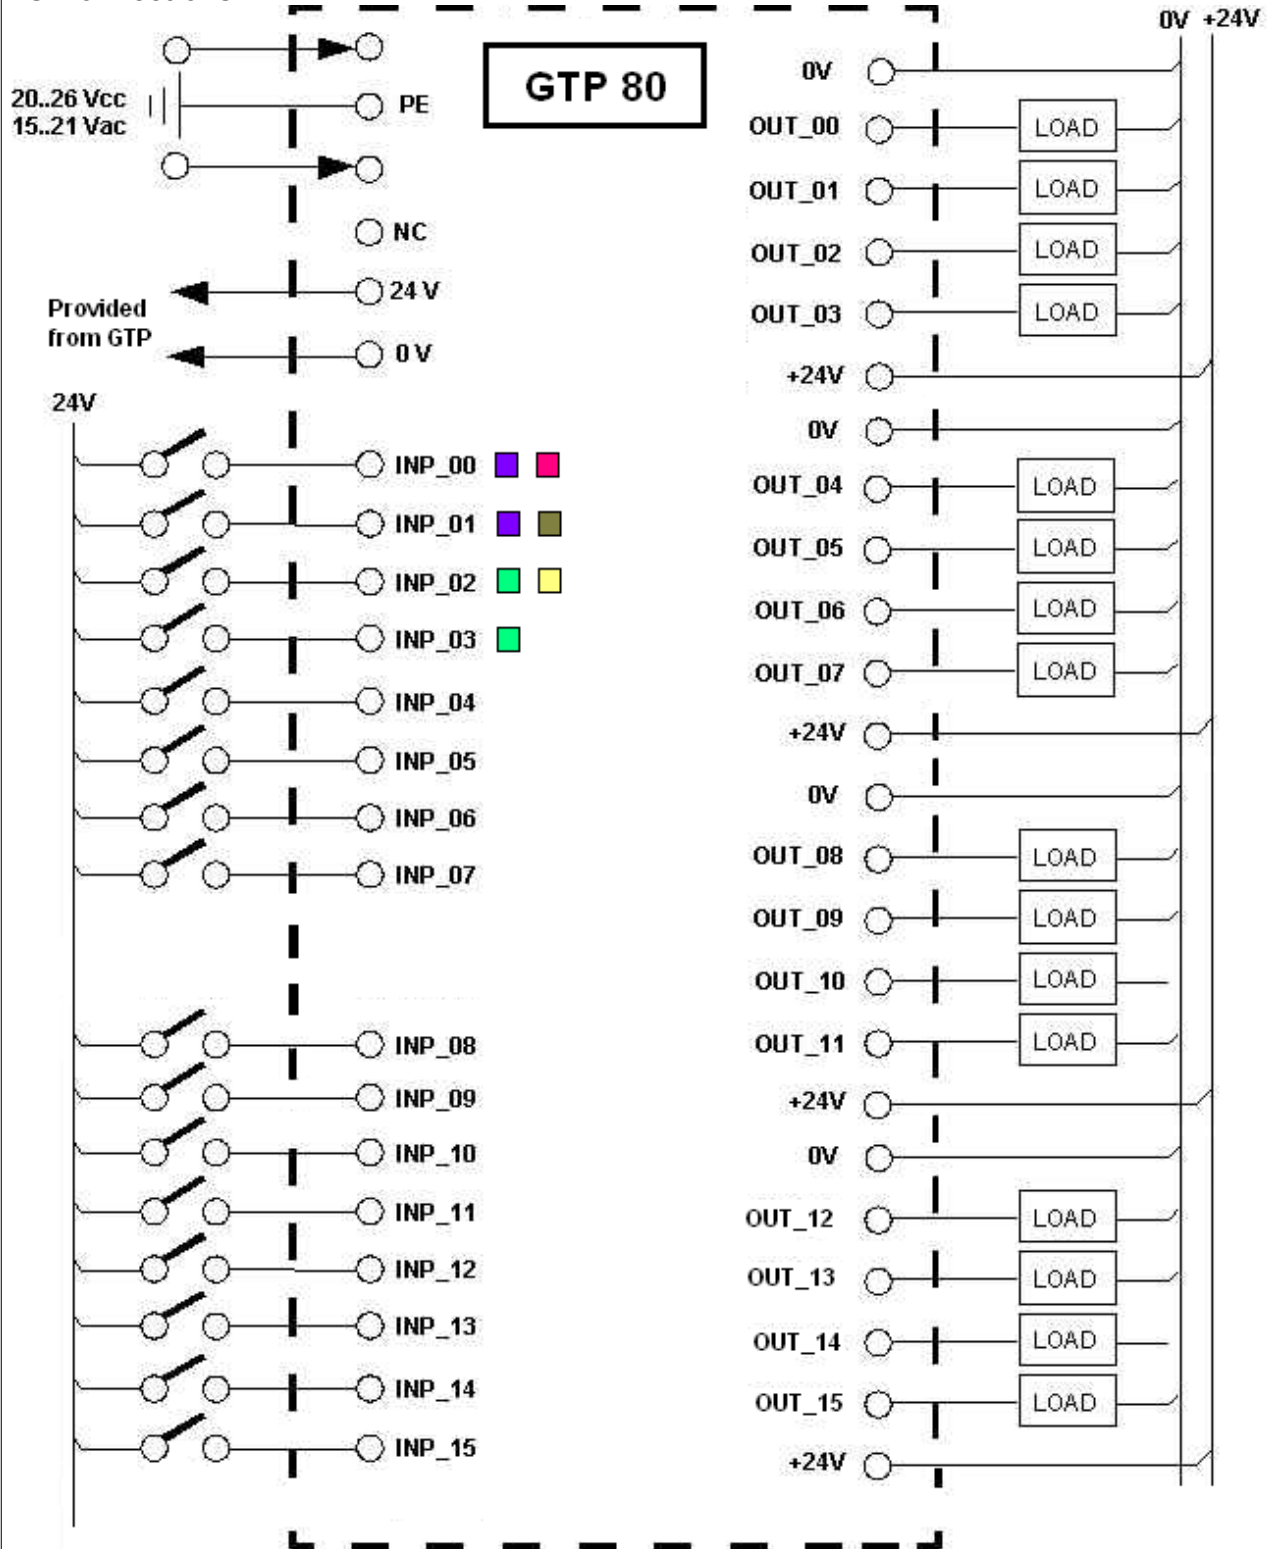 0V +24V
GTP 80
20..26 Vcc
15..21 Vac
PE
NC
24 V
Provided
from GTP
0 V
24V
INP_00
INP_01
INP_02
INP_03
INP_04
INP_05
INP_06
INP_07
INP_08
INP_09
INP_10
INP_11
INP_12
INP_13
INP_14
INP_15
0V
OUT_00 LOAD
OUT_01 LOAD
OUT_02 LOAD
OUT_03 LOAD
+24V
0V
OUT_04 LOAD
OUT_05 LOAD
OUT_06 LOAD
OUT_07 LOAD
+24V
0V
OUT_08 LOAD
OUT_09 LOAD
OUT_10 LOAD
OUT_11 LOAD
+24V
0V
OUT_12 LOAD
OUT_13 LOAD
OUT_14 LOAD
OUT_15 LOAD
+24V